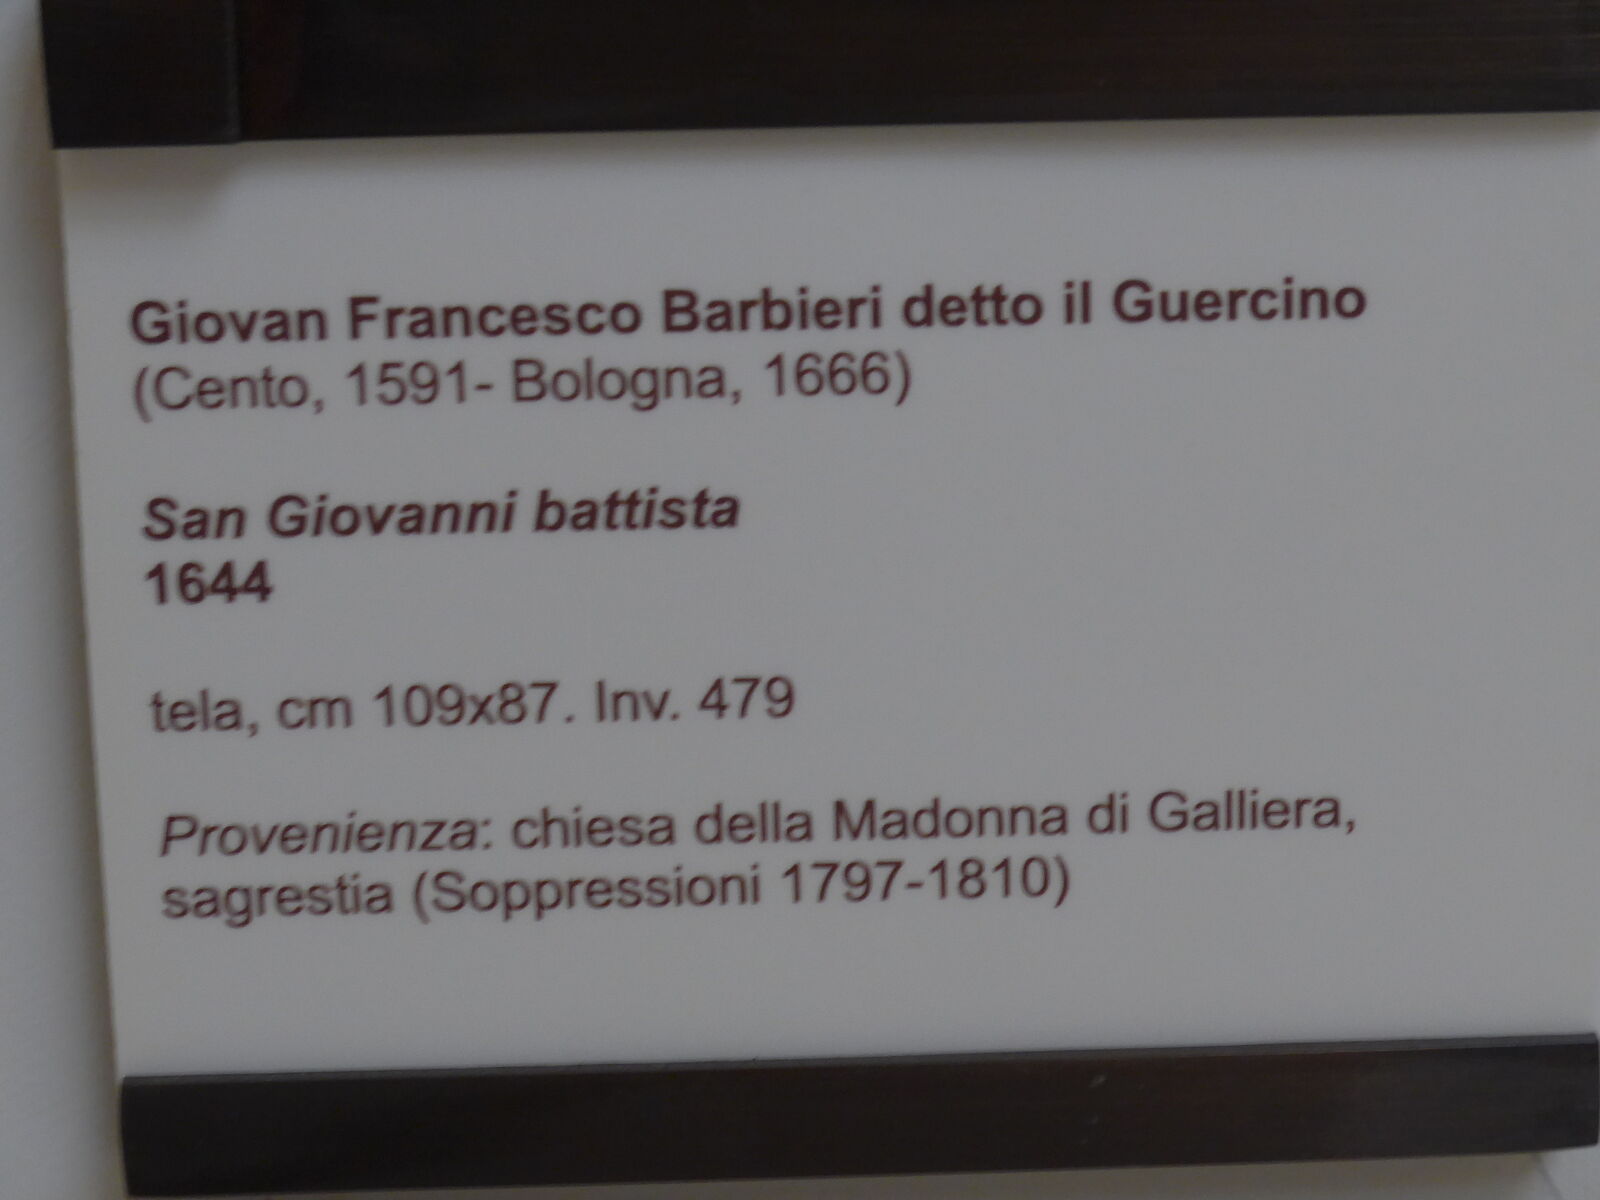 Giovan Francesco Barbieri detto il Guercino
(Cento, 1591- Bologna, 1666)
San Giovanni battista
1644
tela, cm 109x87. Inv. 479
Provenienza: chiesa della Madonna di Galliera,
sagrestia (Soppressioni 1797-1810)